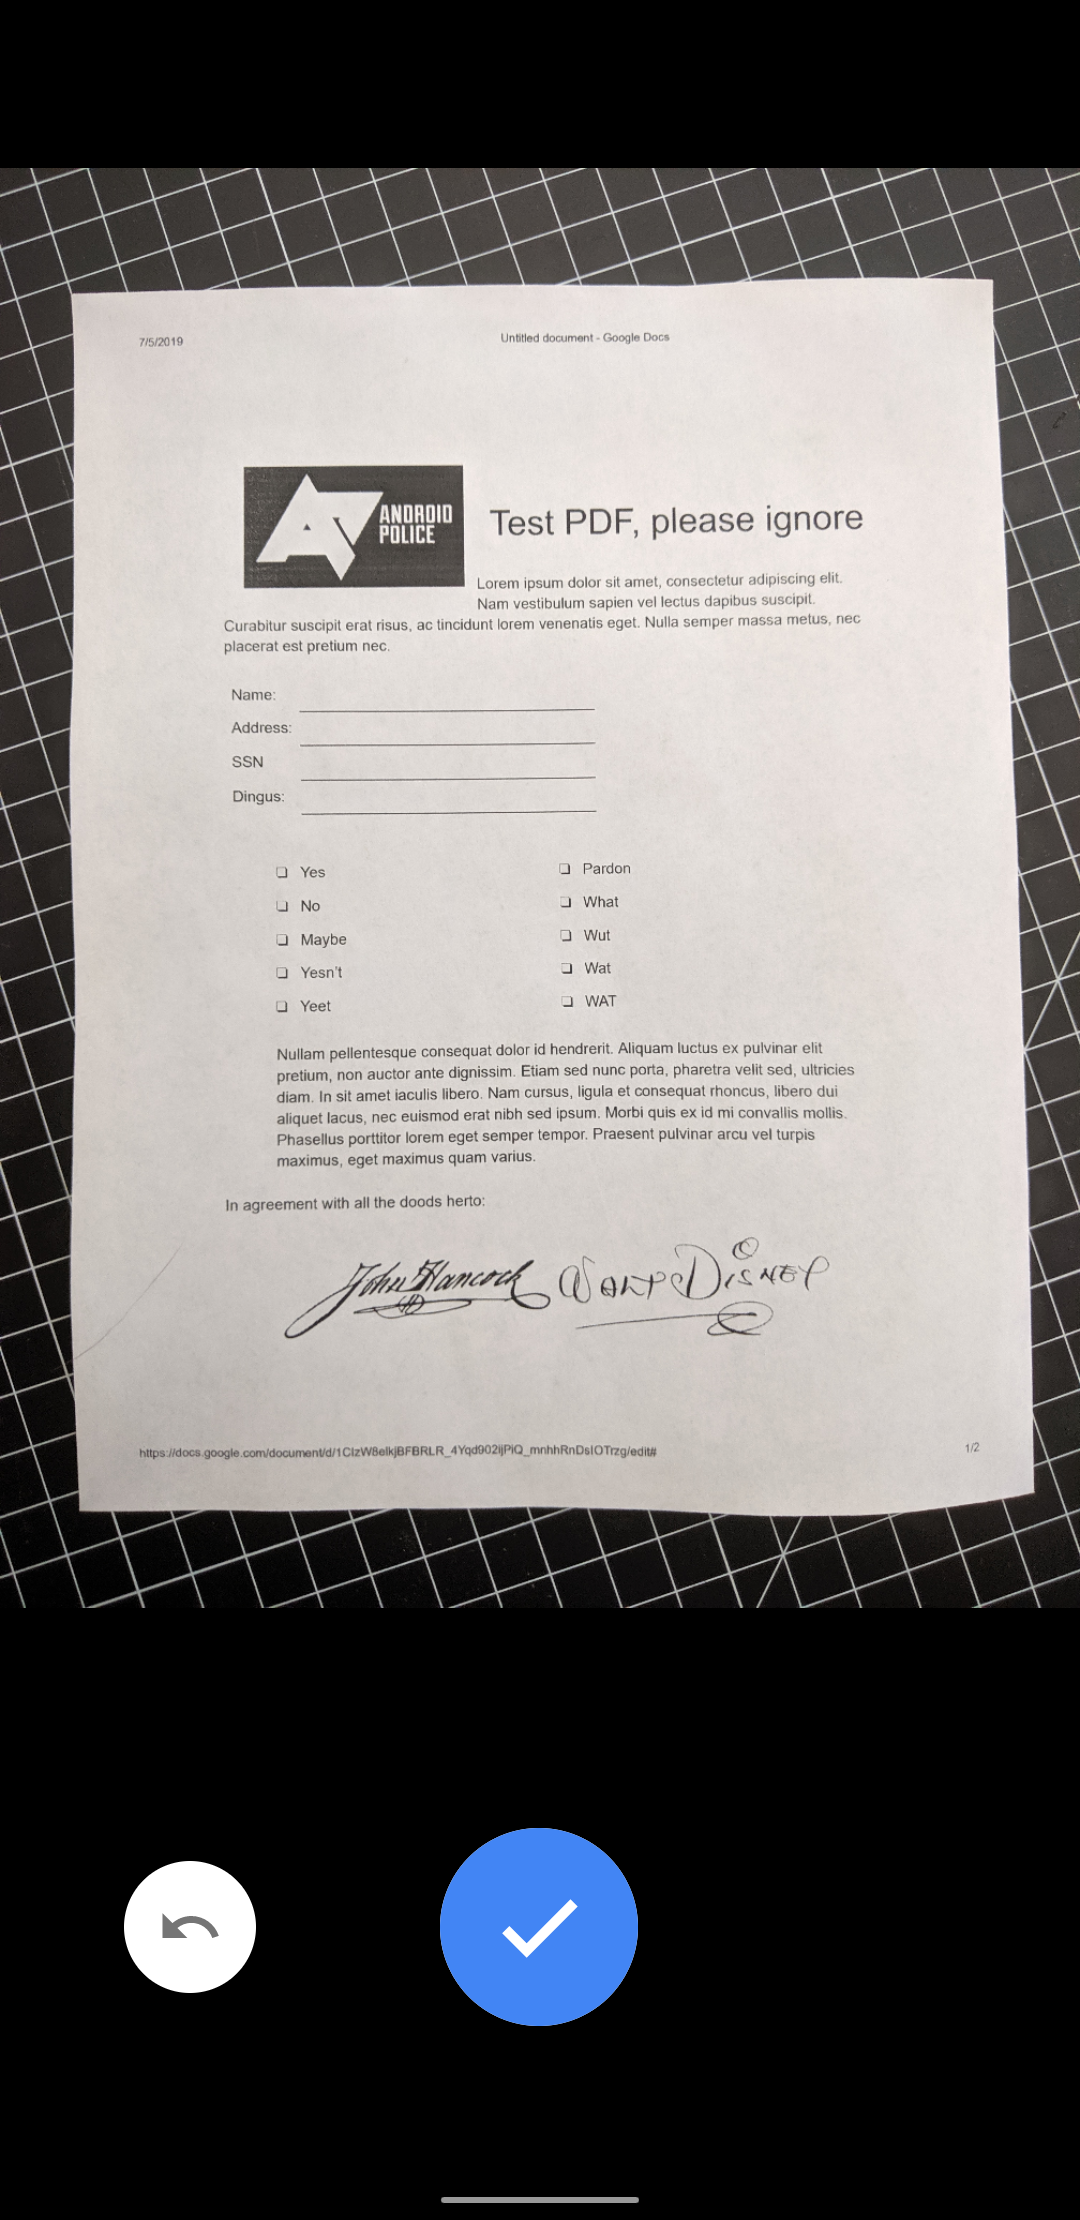 7/5/2019
Untitled document - Google Docs
ANDROID
POLICE
Test PDF, please ignore
Lorem ipsum dolor sit amet, consectetur adipiscing elit.
Nam vestibulum sapien vel lectus dapibus suscipit.
Curabitur suscipit erat risus, ac tincidunt lorem venenatis eget. Nulla semper massa metus, nec
placerat est pretium nec.
Name:
Address:
SSN
Dingus:
Yes
No
Maybe
Yesn't
Yeet
Pardon
What
Wut
Wat
WAT
Nullam pellentesque consequat dolor id hendrerit. Aliquam luctus ex pulvinar elit
pretium, non auctor ante dignissim. Etiam sed nunc porta, pharetra velit sed, ultricies
diam. In sit amet iaculis libero. Nam cursus, ligula et consequat rhoncus, libero dui
aliquet lacus, nec euismod erat nibh sed ipsum. Morbi quis ex id mi convallis mollis.
Phasellus porttitor lorem eget semper tempor. Praesent pulvinar arcu vel turpis
maximus, eget maximus quam varius.
In agreement with all the doods herto:
John Hancock Walt Disney
1/2